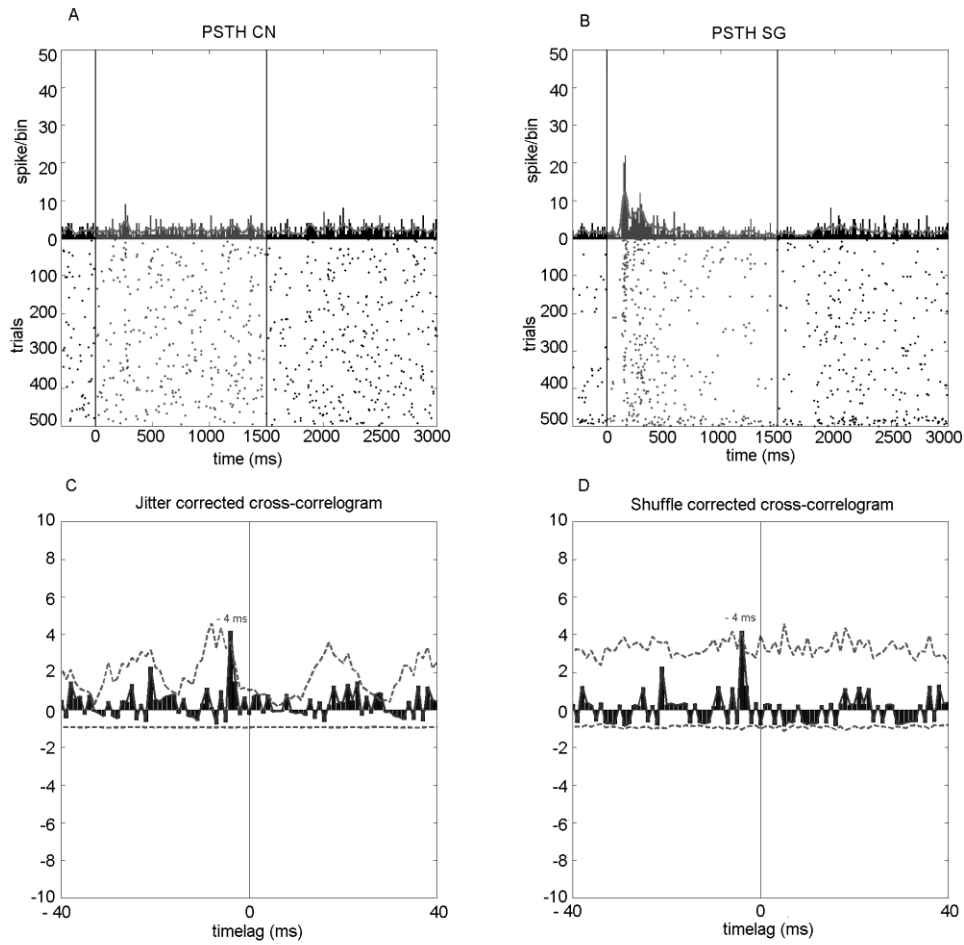 A
PSTH CN
50
40
30
20
10
0
100
200
300
400
500
spike/bin
trials
0 500 1000 1500 2000 2500 3000
time (ms)
B
PSTH SG
50
40
30
20
10
0
100
200
300
400
500
spike/bin
trials
0 500 1000 1500 2000 2500 3000
time (ms)
C
Jitter corrected cross-correlogram
10
8
6
4
2
0
-2
-4
-6
-8
-10
- 4 ms
- 40 0 40
timelag (ms)
D
Shuffle corrected cross-correlogram
10
8
6
4
2
0
-2
-4
-6
-8
-10
- 4 ms
- 40 0 40
timelag (ms)